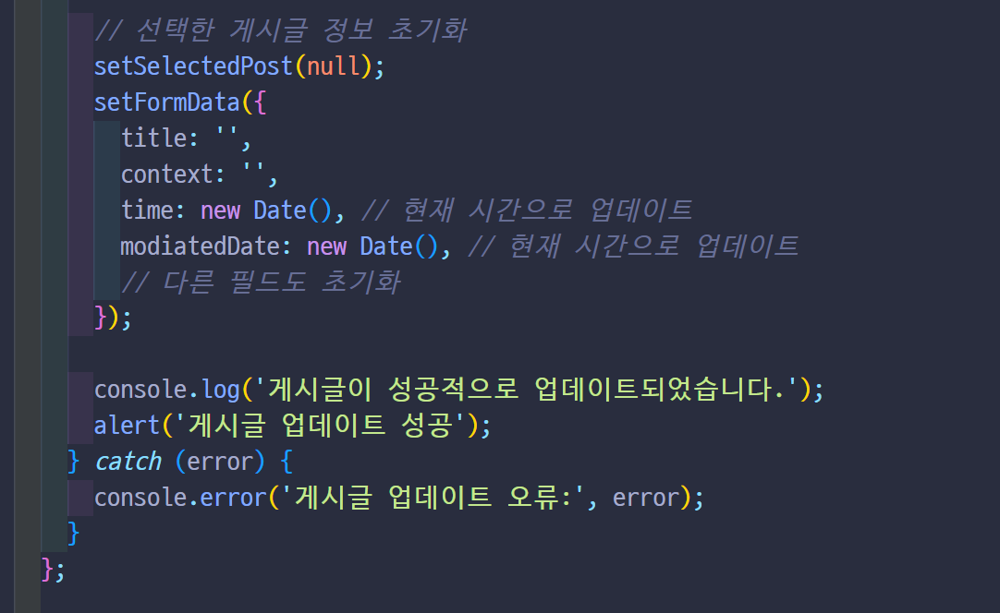 // 선택한 게시글 정보 초기화
setSelectedPost(null);
setFormData({
title: '',
context: '',
time: new Date(), // 현재 시간으로 업데이트
modiatedDate: new Date(), // 현재 시간으로 업데이트
// 다른 필드도 초기화
});
console.log('게시글이 성공적으로 업데이트되었습니다.');
alert('게시글 업데이트 성공');
} catch (error) {
console.error('게시글 업데이트 오류:', error);
}
};